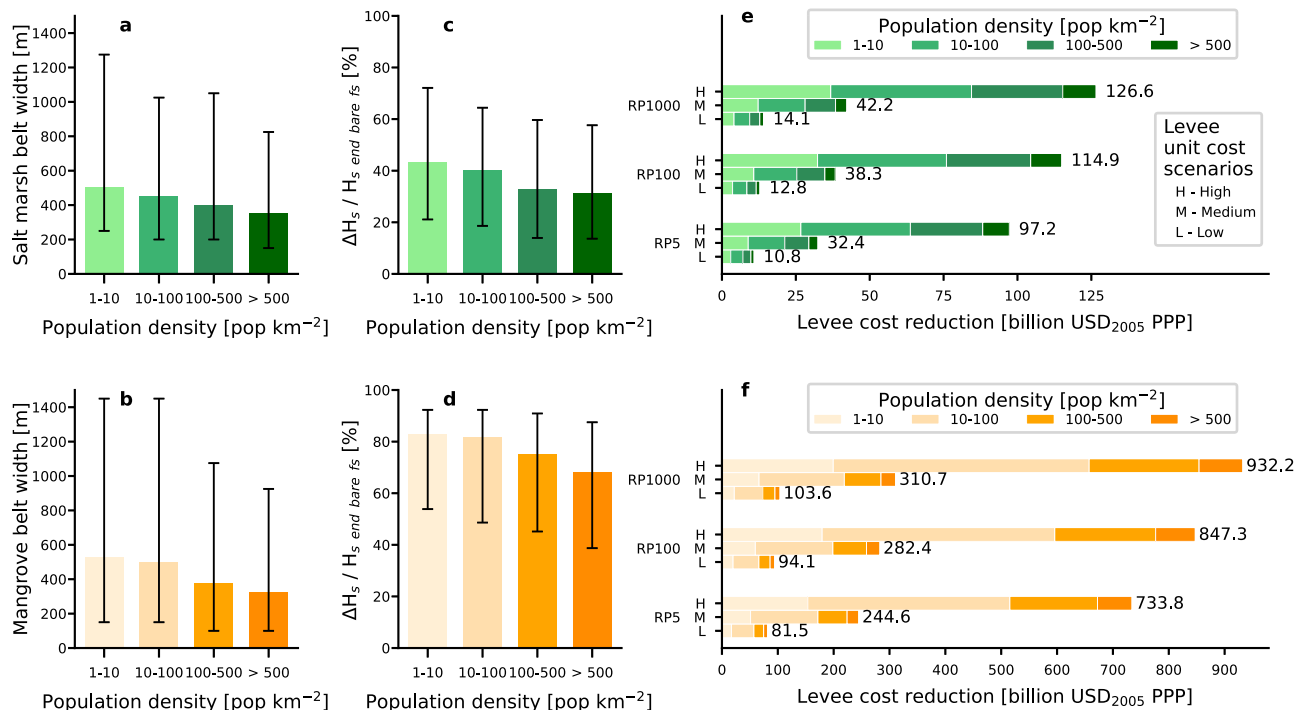 a
Salt marsh belt width [m]
1400
1200
1000
800
600
400
200
0
1-10 10-100 100-500 > 500
Population density [pop km⁻²]
c
ΔHₛ / Hₛ end bare fs [%]
100
80
60
40
20
0
1-10 10-100 100-500 > 500
Population density [pop km⁻²]
e
Population density [pop km⁻²]
1-10 10-100 100-500 > 500
RP1000
H 126.6
M 42.2
L 14.1
RP100
H 114.9
M 38.3
L 12.8
RP5
H 97.2
M 32.4
L 10.8
Levee
unit cost
scenarios
H - High
M - Medium
L - Low
0 25 50 75 100 125
Levee cost reduction [billion USD₂₀₀₅ PPP]
b
Mangrove belt width [m]
1400
1200
1000
800
600
400
200
0
1-10 10-100 100-500 > 500
Population density [pop km⁻²]
d
ΔHₛ / Hₛ end bare fs [%]
100
80
60
40
20
0
1-10 10-100 100-500 > 500
Population density [pop km⁻²]
f
Population density [pop km⁻²]
1-10 10-100 100-500 > 500
RP1000
H 932.2
M 310.7
L 103.6
RP100
H 847.3
M 282.4
L 94.1
RP5
H 733.8
M 244.6
L 81.5
0 100 200 300 400 500 600 700 800 900
Levee cost reduction [billion USD₂₀₀₅ PPP]